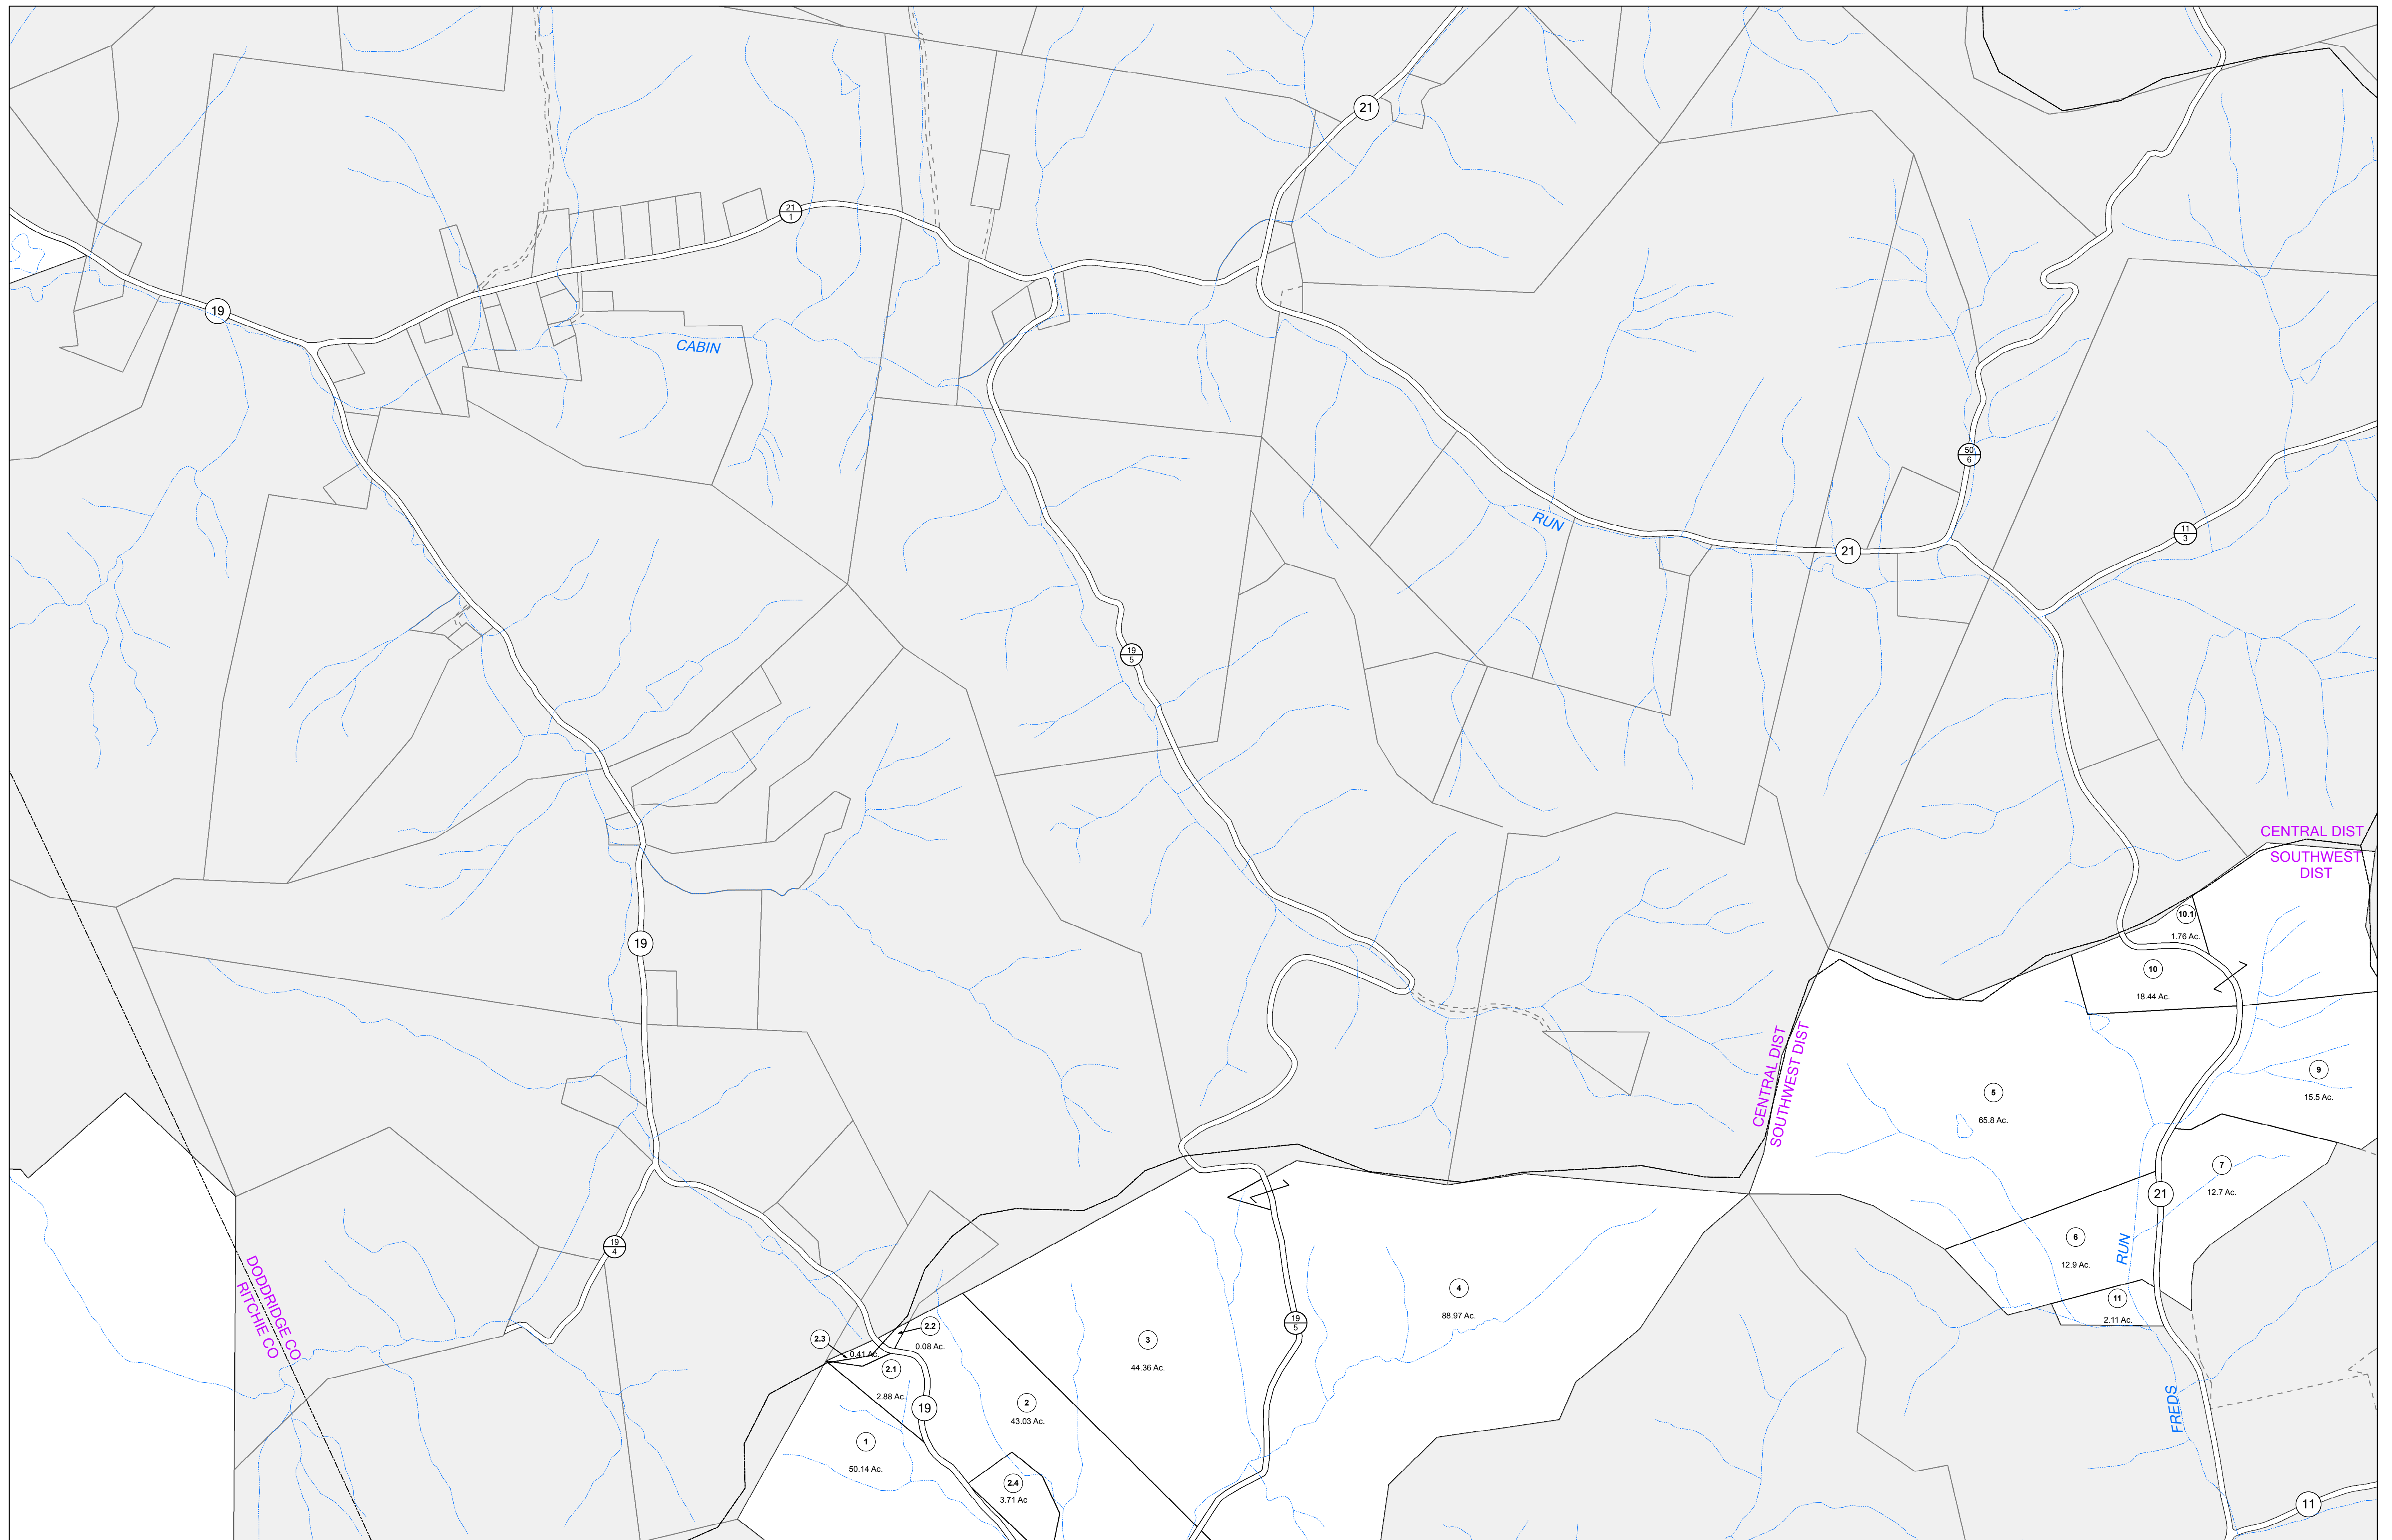 21
21
1
19
CABIN
50
6
RUN
11
3
21
19
5
CENTRAL DIST
SOUTHWEST
DIST
10.1
1.76 Ac.
19
10
18.44 Ac.
CENTRAL DIST
SOUTHWEST DIST
9
15.5 Ac.
5
65.8 Ac.
7
12.7 Ac.
21
6
12.9 Ac.
RUN
19
4
DODDRIDGE CO
RITCHIE CO
4
88.97 Ac.
11
2.11 Ac.
19
5
2.2
0.08 Ac.
2.3
0.41 Ac.
3
44.36 Ac.
2.1
2.88 Ac.
19
2
43.03 Ac.
FREDS
1
50.14 Ac.
2.4
3.71 Ac
11